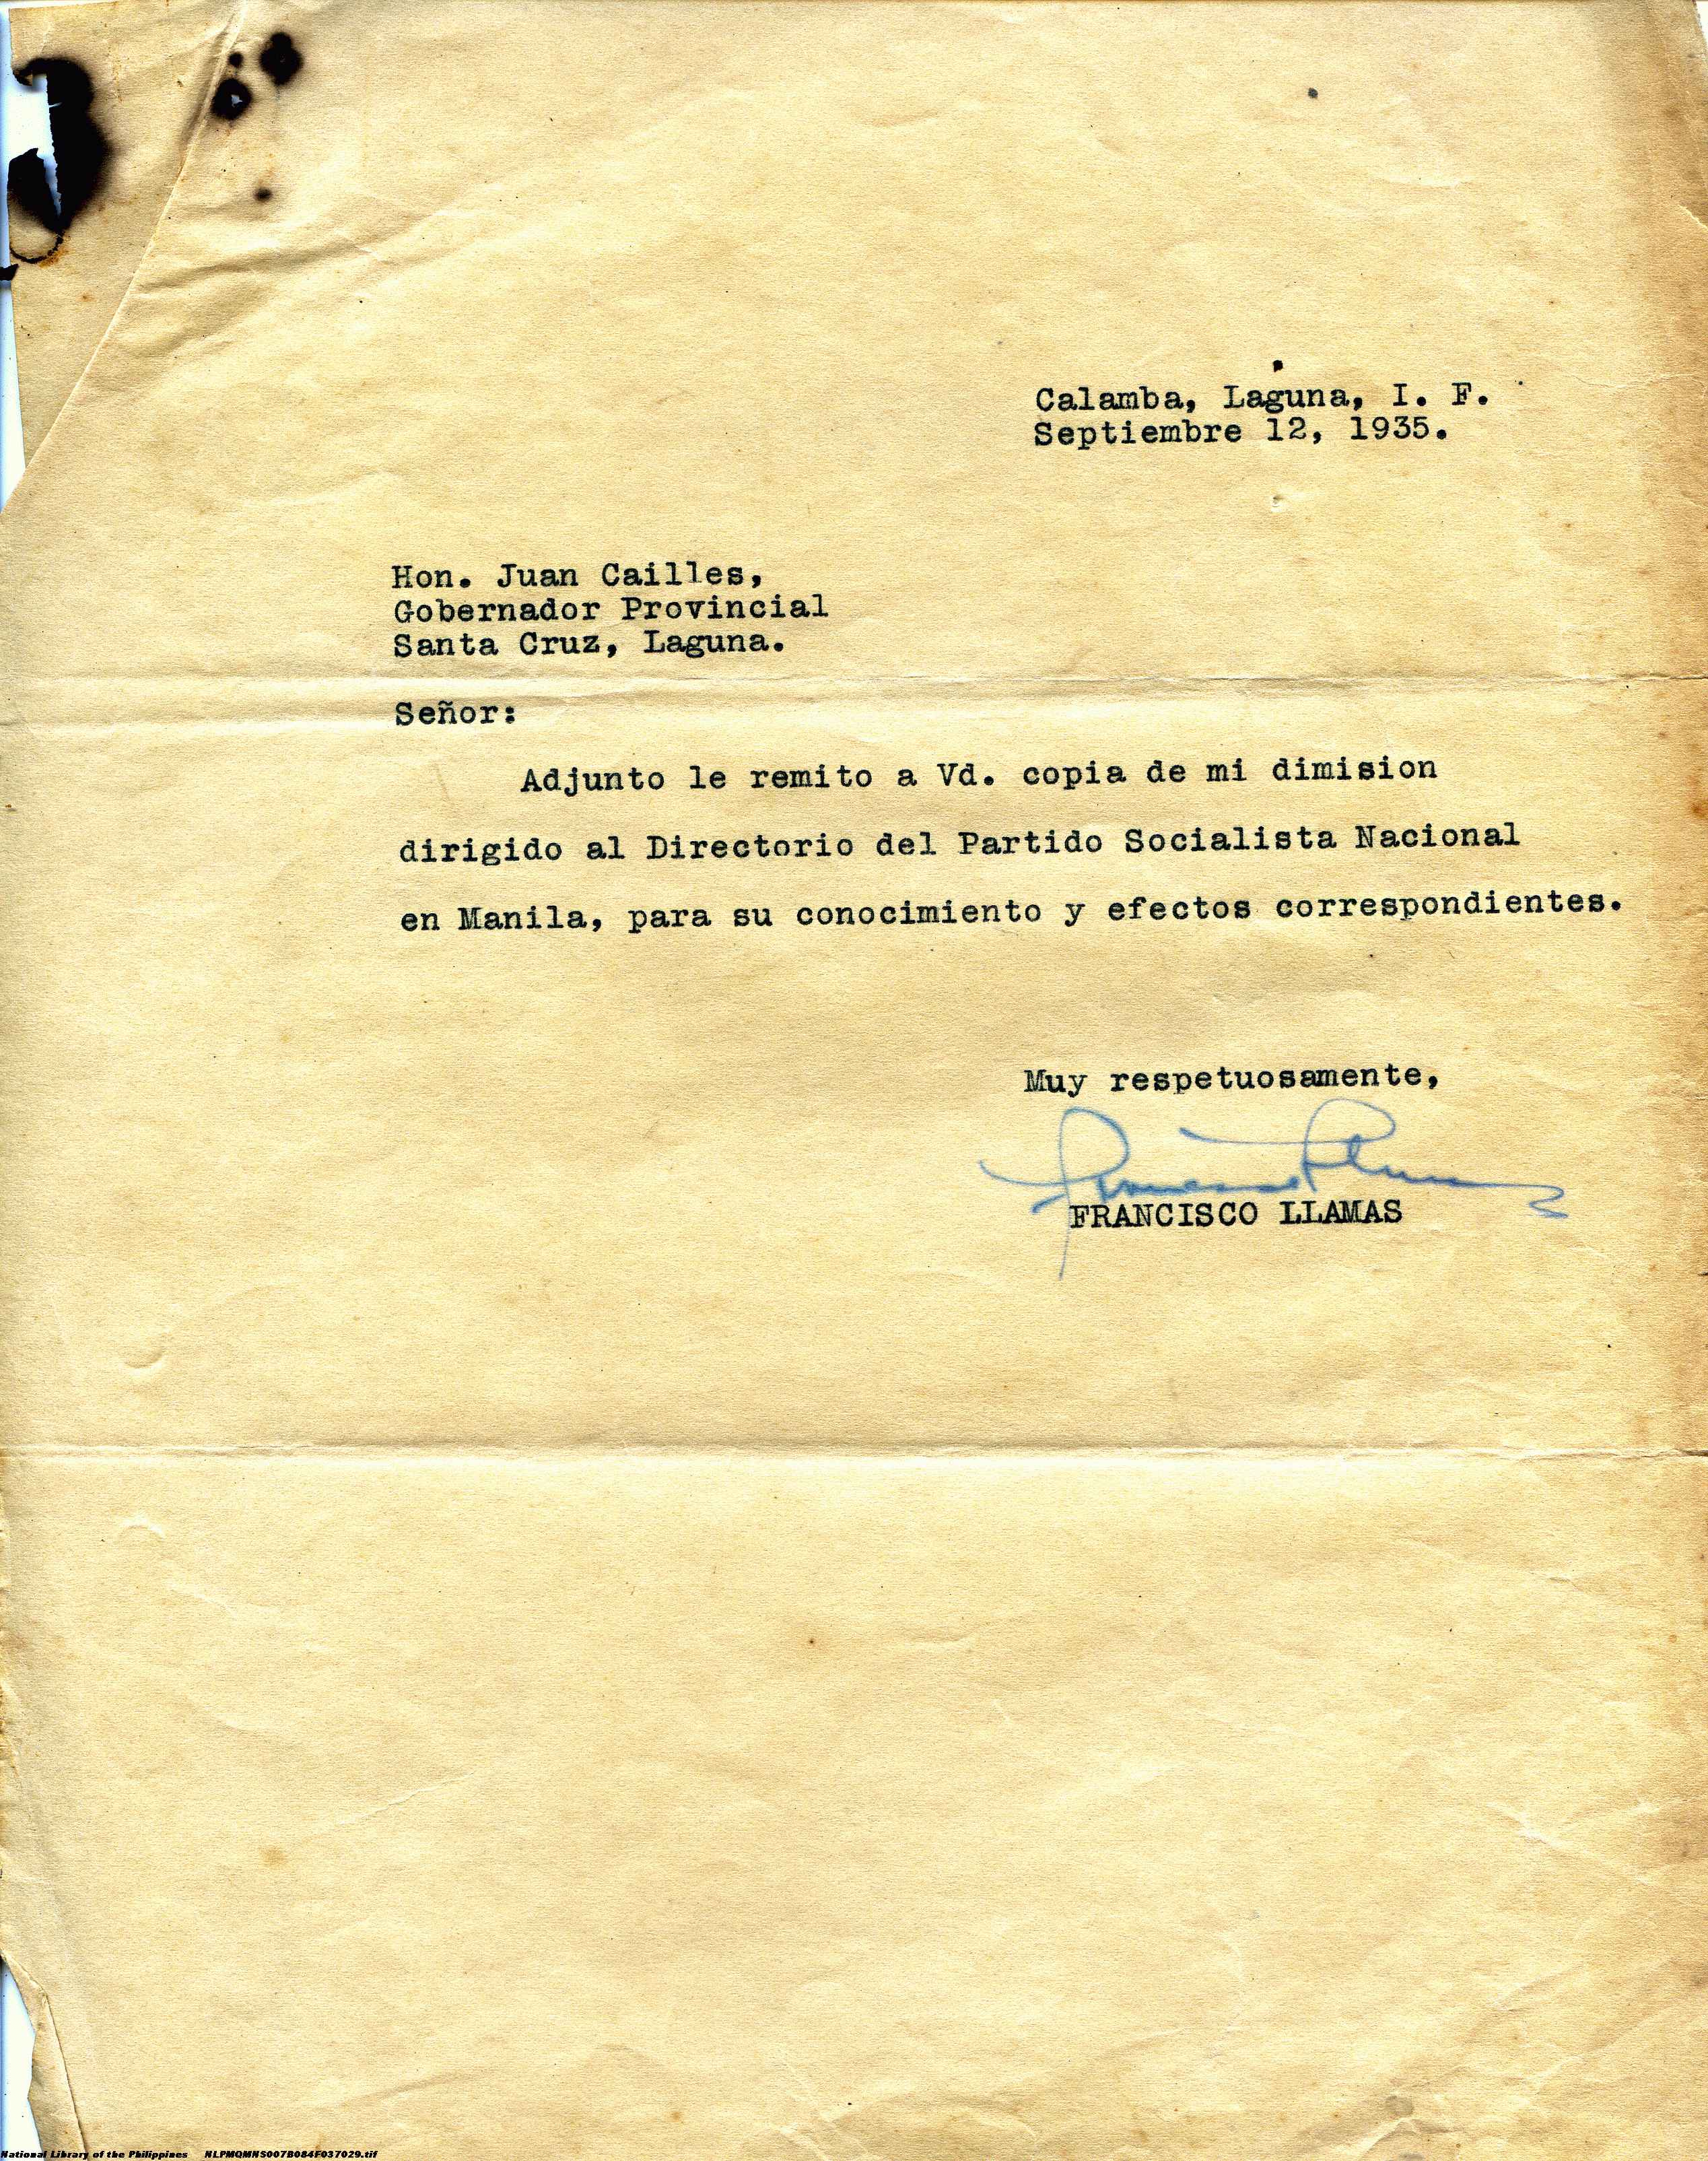 Calamba, Laguna, I. F.
Septiembre 12, 1935.
Hon. Juan Cailles,
Gobernador Provincial
Santa Cruz, Laguna.
Señor:
Adjunto le remito a Vd. copia de mi dimision
dirigido al Directorio del Partido Socialista Nacional
en Manila, para su conocimiento y efectos correspondientes.
Muy respetuosamente,
FRANCISCO LLAMAS
National Library of the Philippines NLPMQMNS007B084F037029.tif